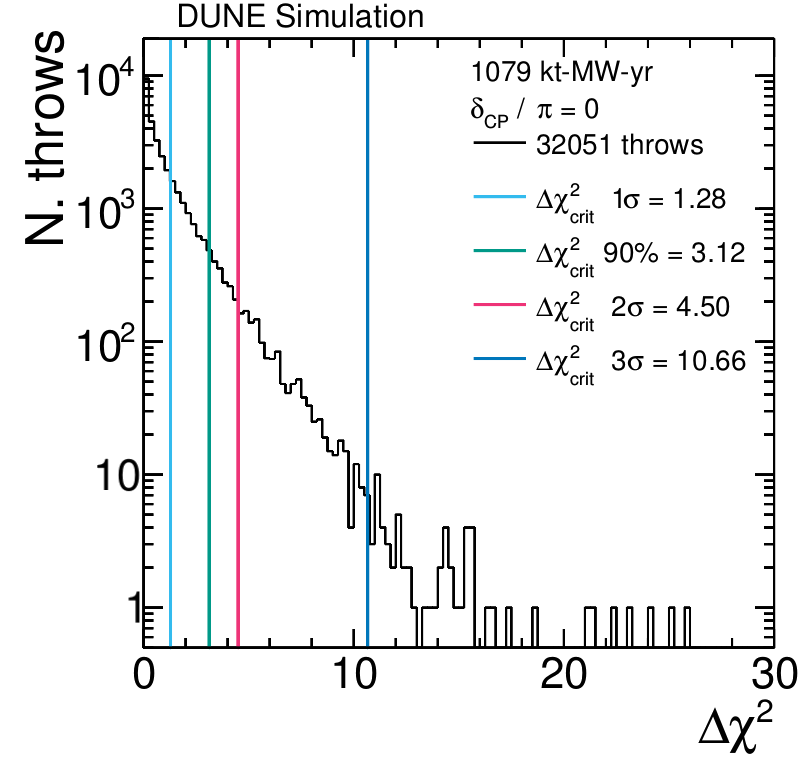 DUNE Simulation
N. throws
10⁴
10³
10²
10
1
1079 kt-MW-yr
δCP / π = 0
32051 throws
Δχ²crit 1σ = 1.28
Δχ²crit 90% = 3.12
Δχ²crit 2σ = 4.50
Δχ²crit 3σ = 10.66
0 10 20 30
Δχ²